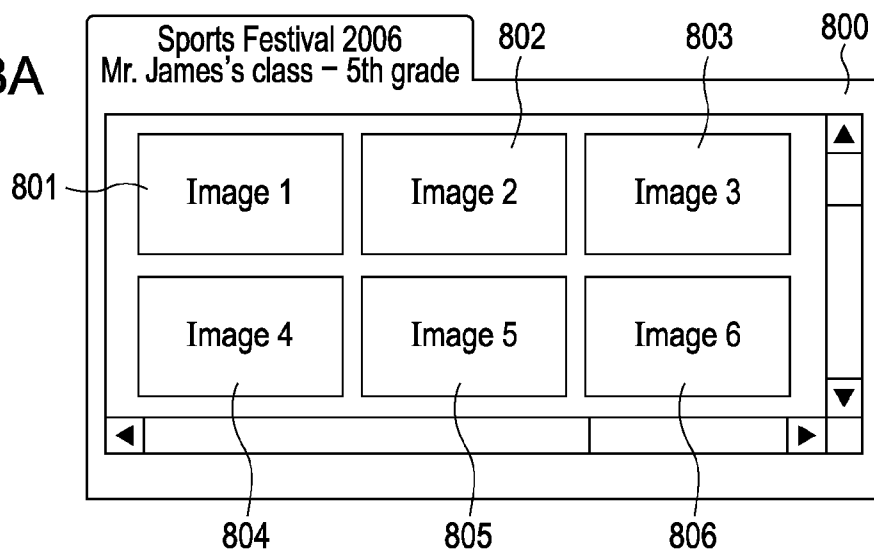 Sports Festival 2006
Mr. James's class – 5th grade
802
803
800
801
Image 1
Image 2
Image 3
Image 4
Image 5
Image 6
804
805
806